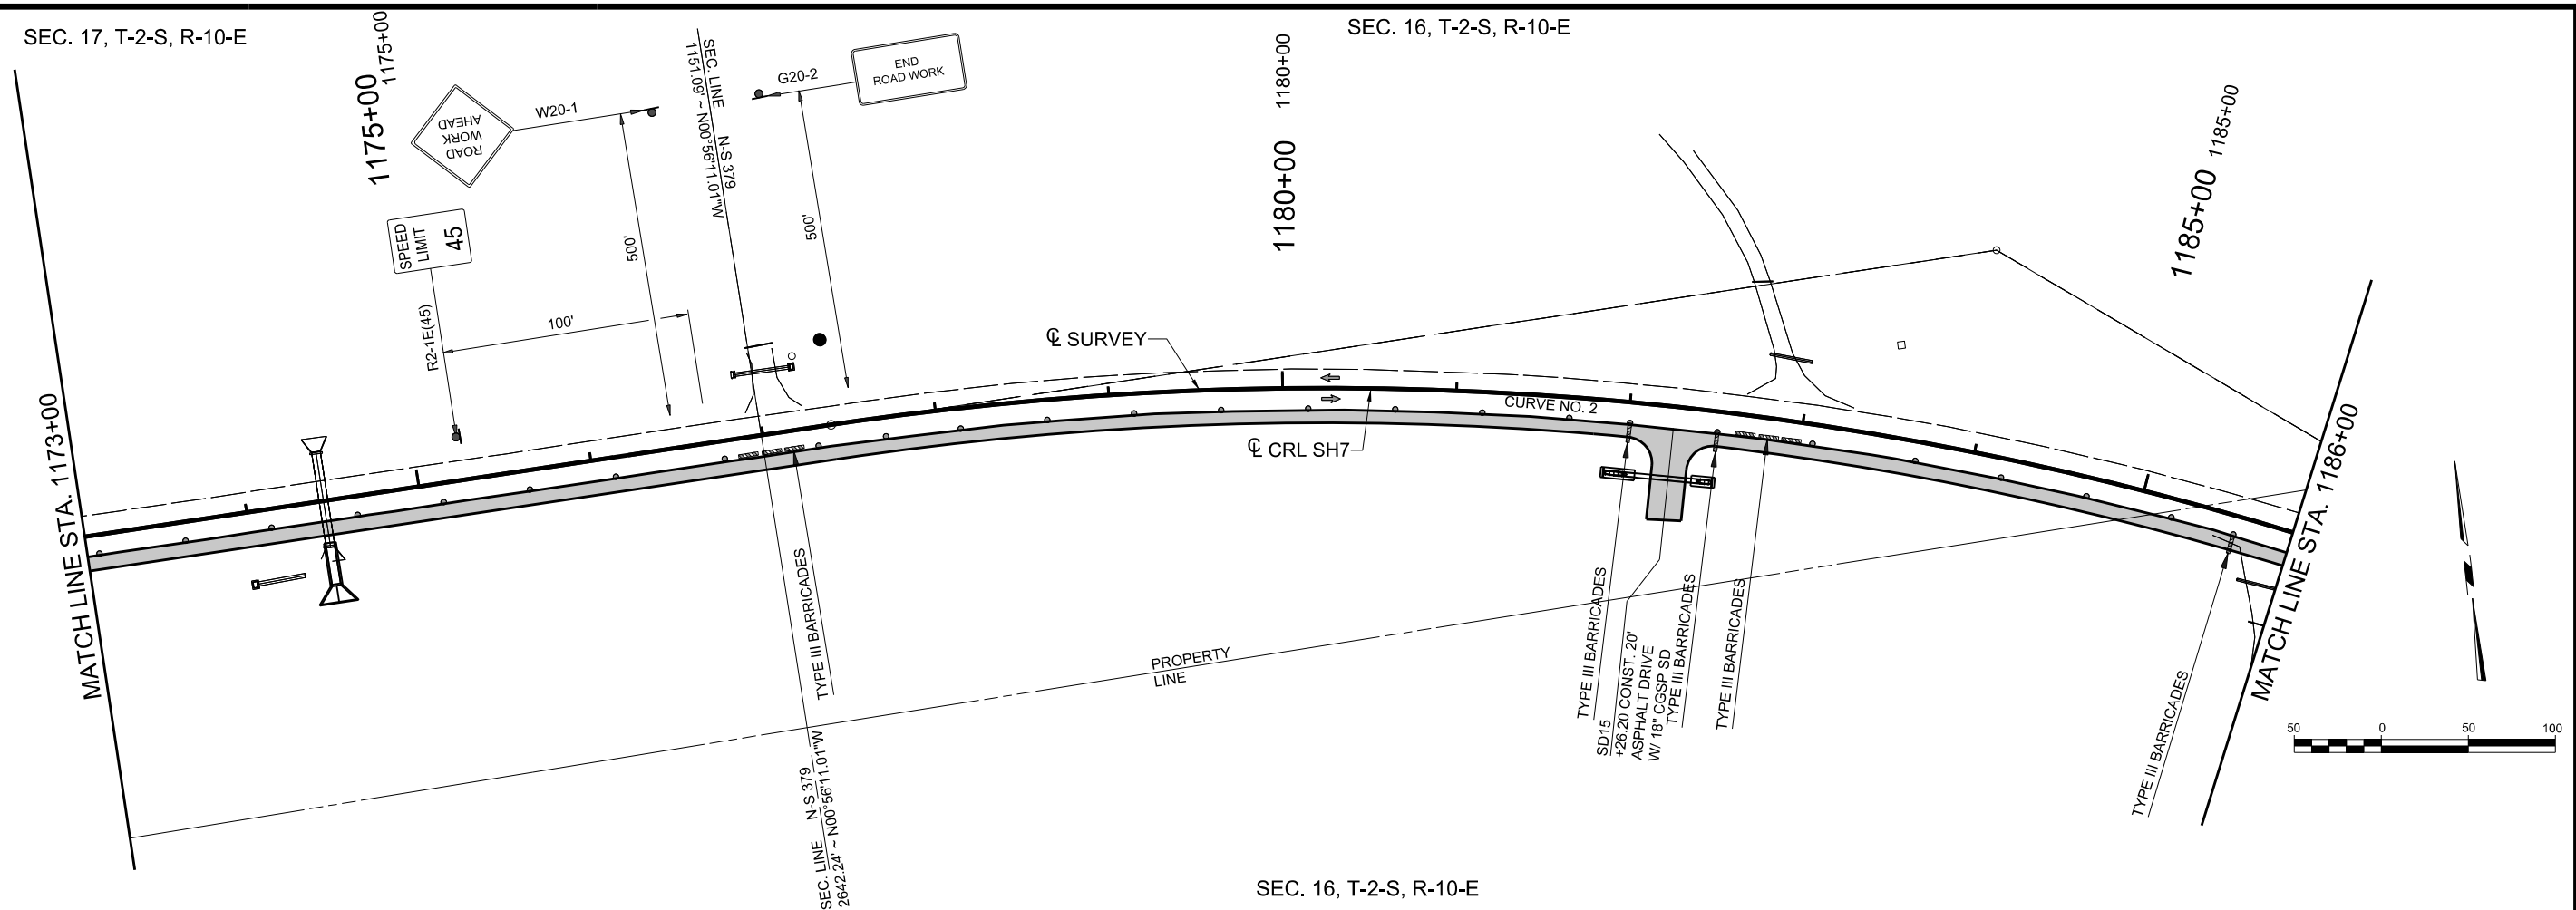 SEC. 17, T-2-S, R-10-E
SEC. 16, T-2-S, R-10-E
1175+00
1175+00
ROAD
WORK
AHEAD
W20-1
SEC. LINE N-S 379
1151.09' ~ N00°56'11.01"W
G20-2
END
ROAD WORK
1180+00
1180+00
1185+00
1185+00
SPEED
LIMIT
45
R2-1E(45)
500'
100'
500'
℄ SURVEY
CURVE NO. 2
℄ CRL SH7
MATCH LINE STA. 1173+00
MATCH LINE STA. 1186+00
TYPE III BARRICADES
PROPERTY
LINE
TYPE III BARRICADES
SD15
+26.20 CONST. 20'
ASPHALT DRIVE
W/ 18" CGSP SD
TYPE III BARRICADES
TYPE III BARRICADES
TYPE III BARRICADES
50 0 50 100
SEC. LINE N-S 379
2642.24' ~ N00°56'11.01"W
SEC. 16, T-2-S, R-10-E